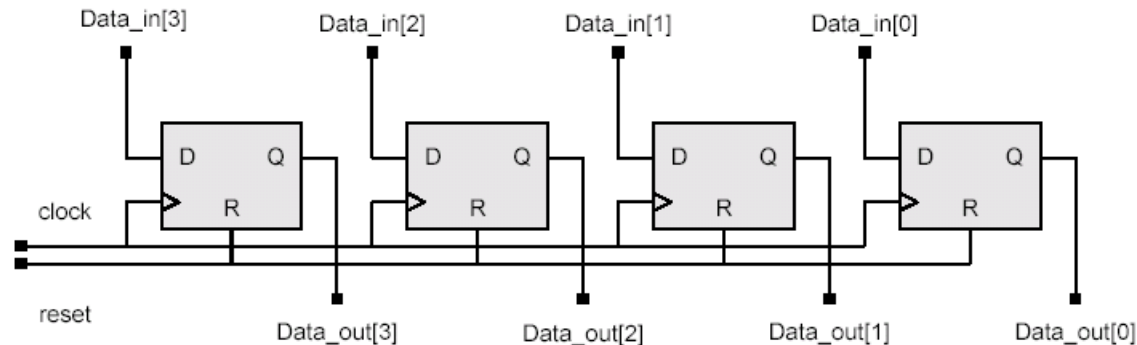 Data_in[3]
Data_in[2]
Data_in[1]
Data_in[0]
D Q
R
D Q
R
D Q
R
D Q
R
clock
reset
Data_out[3]
Data_out[2]
Data_out[1]
Data_out[0]